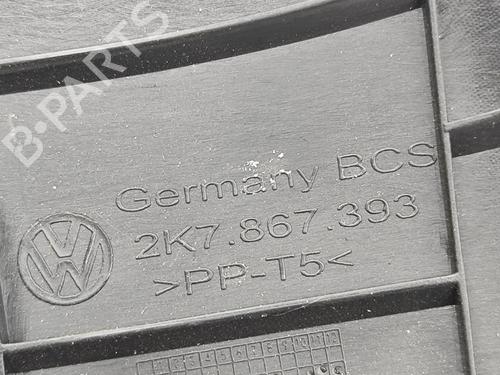 B-PARTS
Germany BCS
2K7.867.393
>PP-T5<